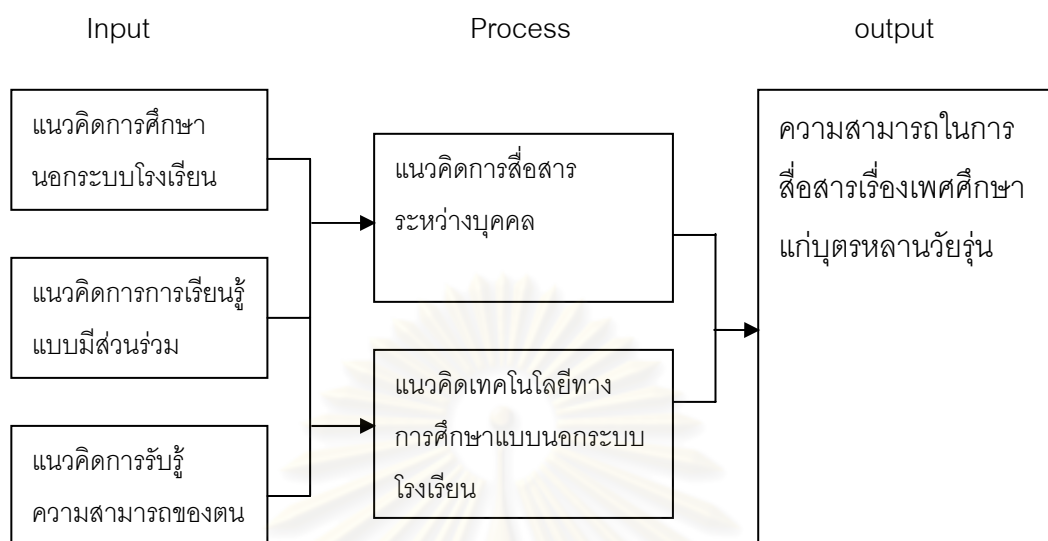 Input
Process
output
แนวคิดการศึกษา
นอกระบบโรงเรียน
แนวคิดการการเรียนรู้
แบบมีส่วนร่วม
แนวคิดการรับรู้
ความสามารถของตน
แนวคิดการสื่อสาร
ระหว่างบุคคล
แนวคิดเทคโนโลยีทาง
การศึกษาแบบนอกระบบ
โรงเรียน
ความสามารถในการ
สื่อสารเรื่องเพศศึกษา
แก่บุตรหลานวัยรุ่น